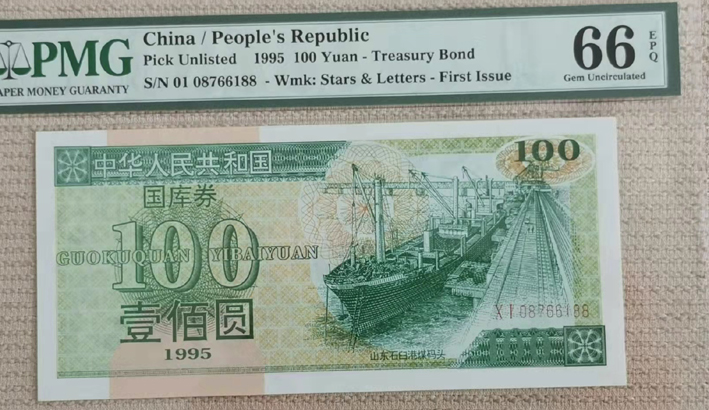 PMG
PAPER MONEY GUARANTY
China / People's Republic
Pick Unlisted 1995 100 Yuan - Treasury Bond
S/N 01 08766188 - Wmk: Stars & Letters - First Issue
66
EPQ
Gem Uncirculated
中华人民共和国
国库券
100
100
GUOKUQUAN YIBAIYUAN
壹佰圆
1995
XI08766188
山东石臼港煤码头